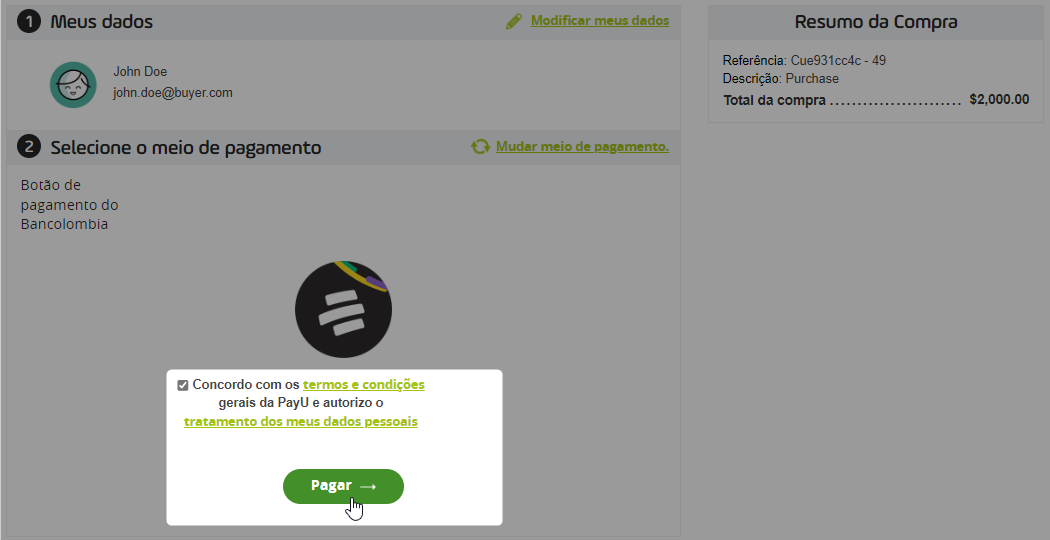 1 Meus dados
Modificar meus dados
John Doe
john.doe@buyer.com
2 Selecione o meio de pagamento
Mudar meio de pagamento.
Botão de
pagamento do
Bancolombia
Concordo com os termos e condições
gerais da PayU e autorizo o
tratamento dos meus dados pessoais
Pagar →
Resumo da Compra
Referência: Cue931cc4c - 49
Descrição: Purchase
Total da compra ........................ $2,000.00